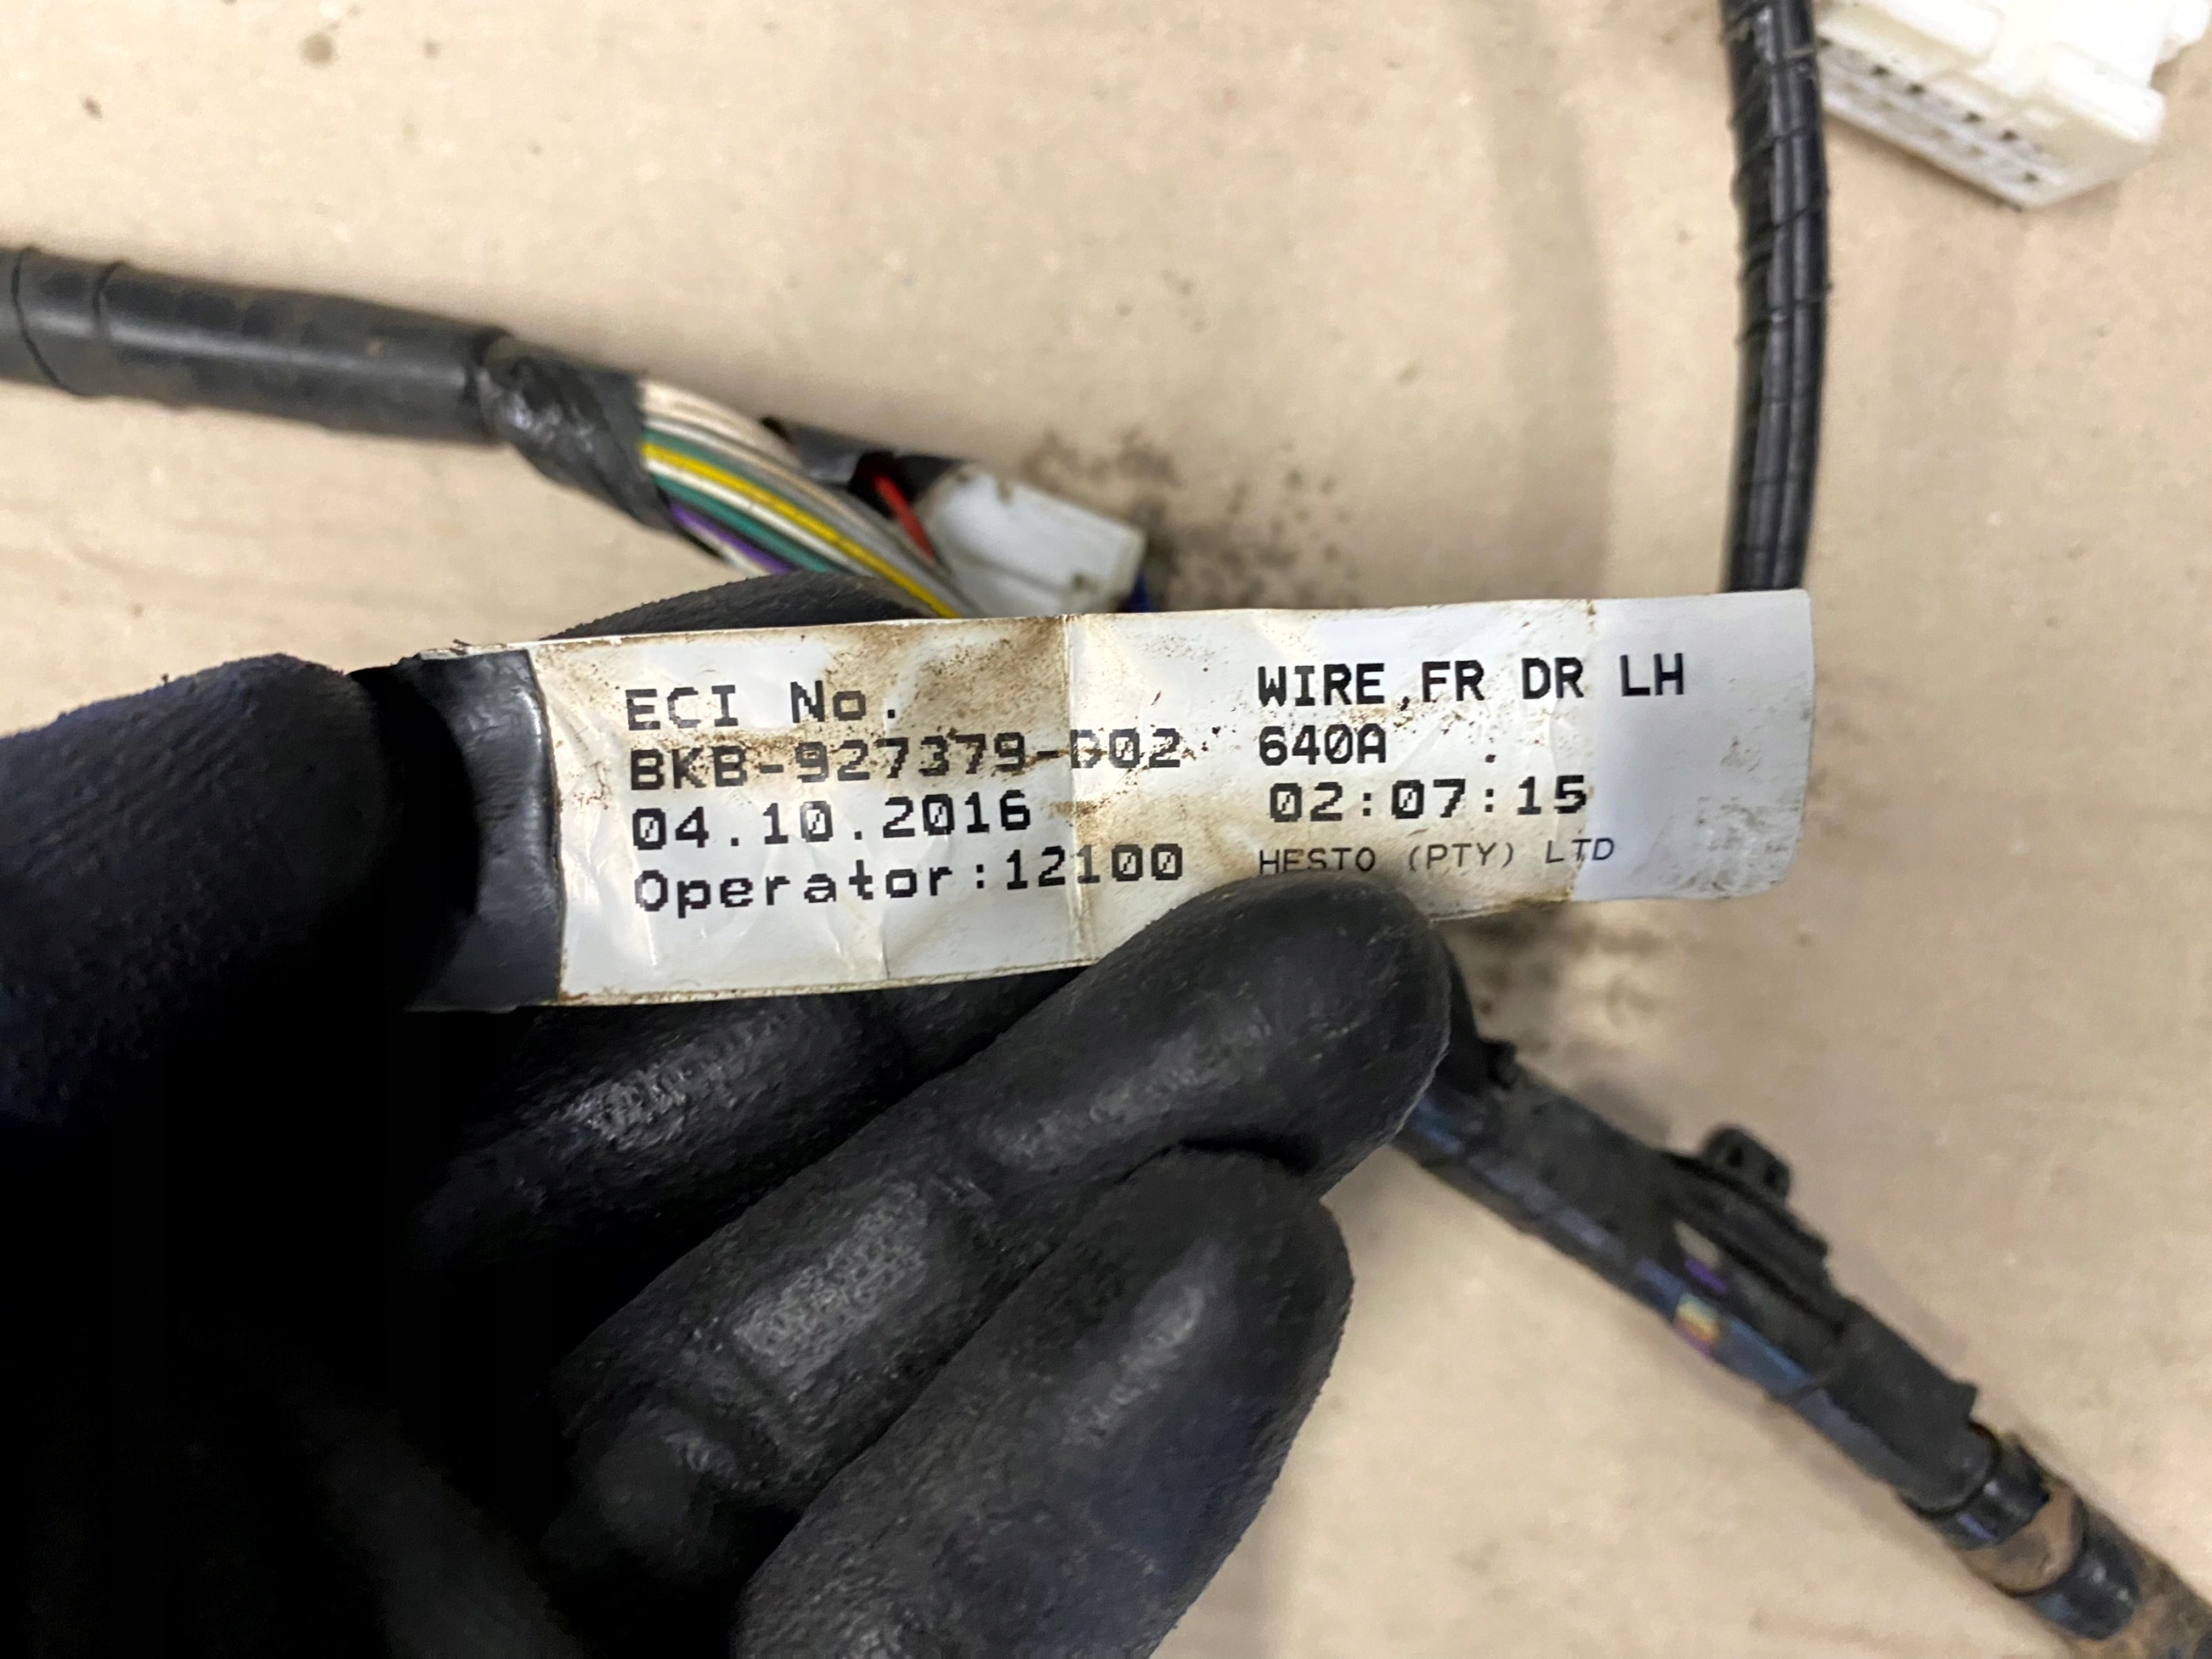 ECI No.
BKB-927379-D02
04.10.2016
Operator:12100
WIRE,FR DR LH
640A
02:07:15
HESTO (PTY) LTD